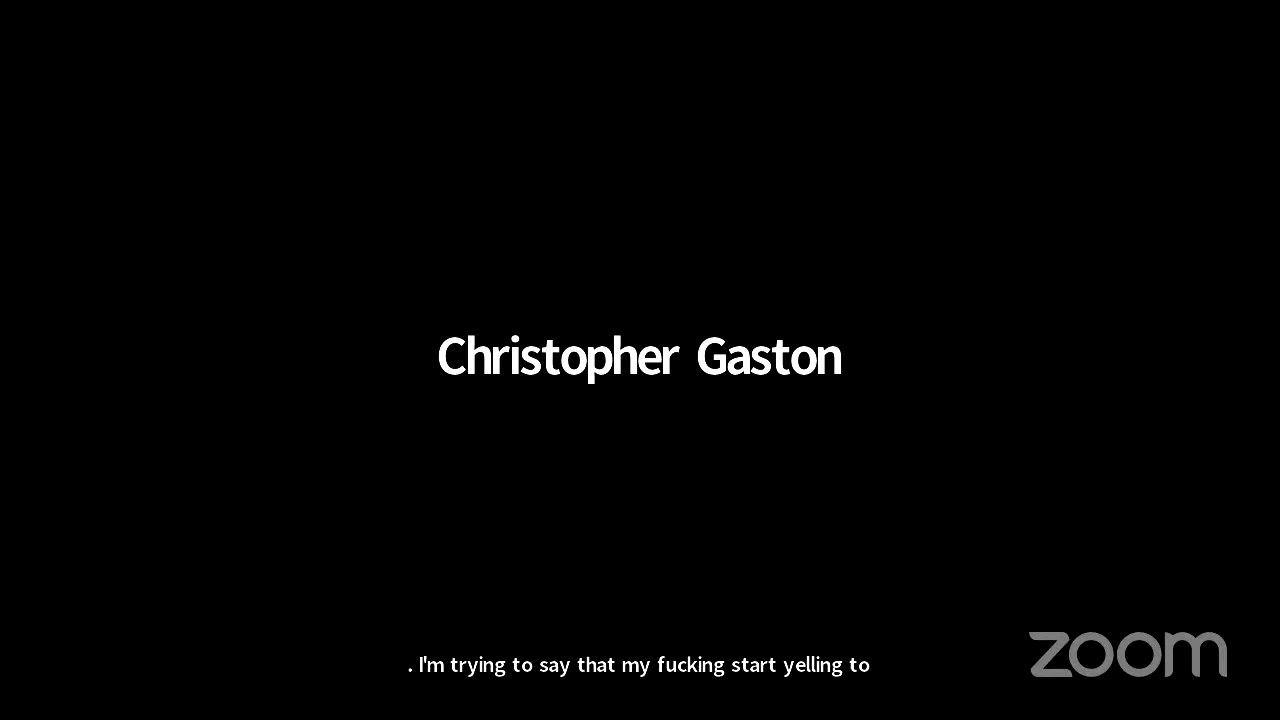 Christopher Gaston
. I'm trying to say that my fucking start yelling to
zoom